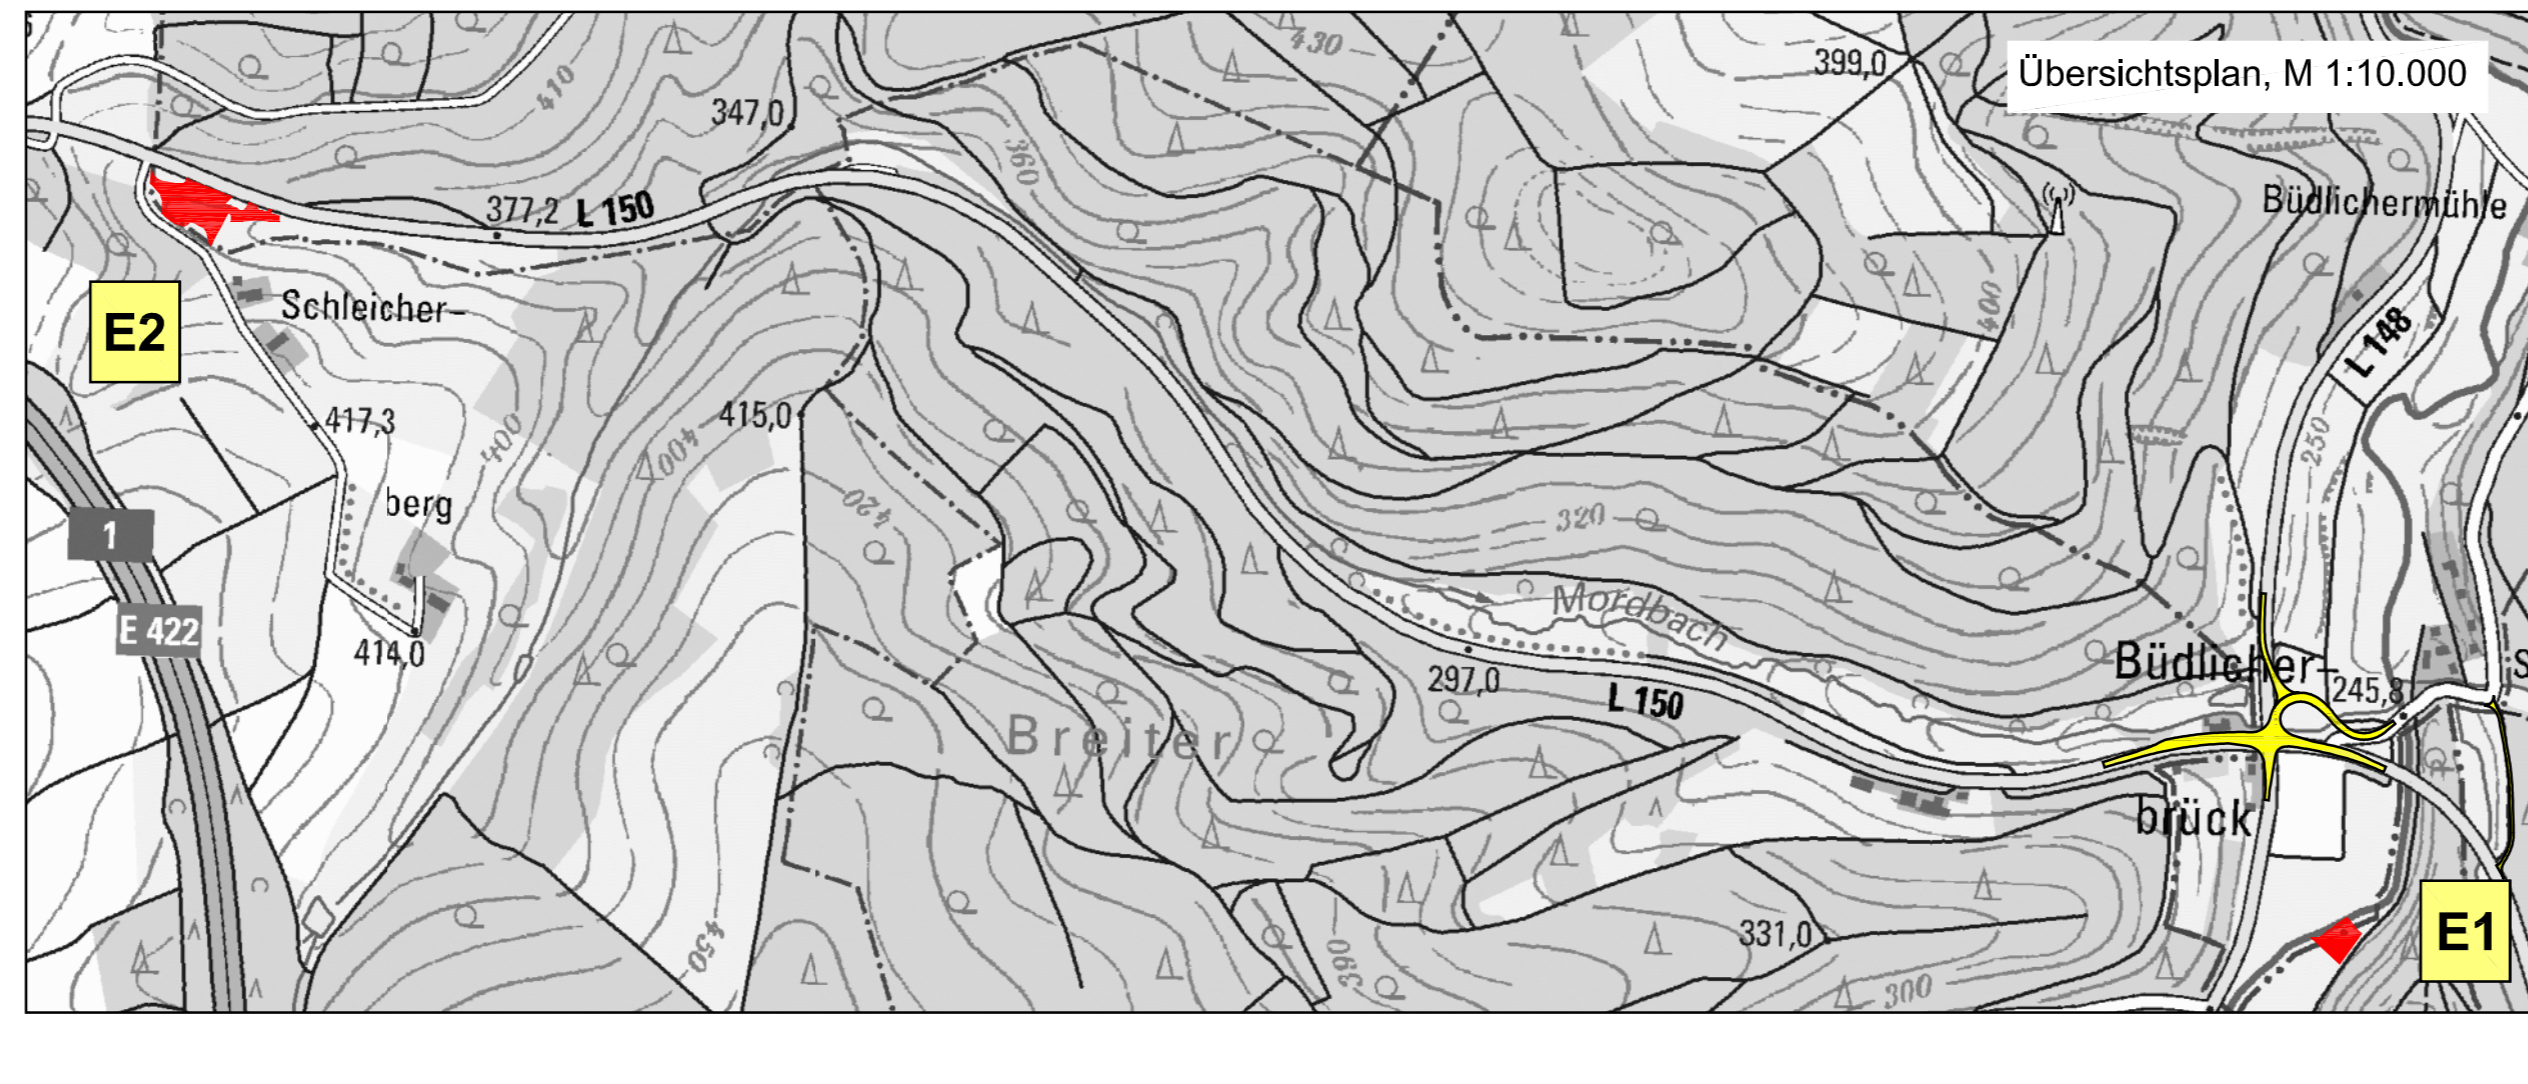 430
399,0
Übersichtsplan, M 1:10.000
410
347,0
360
377,2
L 150
Büdlichermühle
Schleicher-
E2
400
L 148
417,3
415,0
400
400
250
berg
420
320
1
E 422
Mordbach
414,0
297,0
L 150
Büdlicher-
245,8
Breiter
brück
450
390
331,0
300
E1